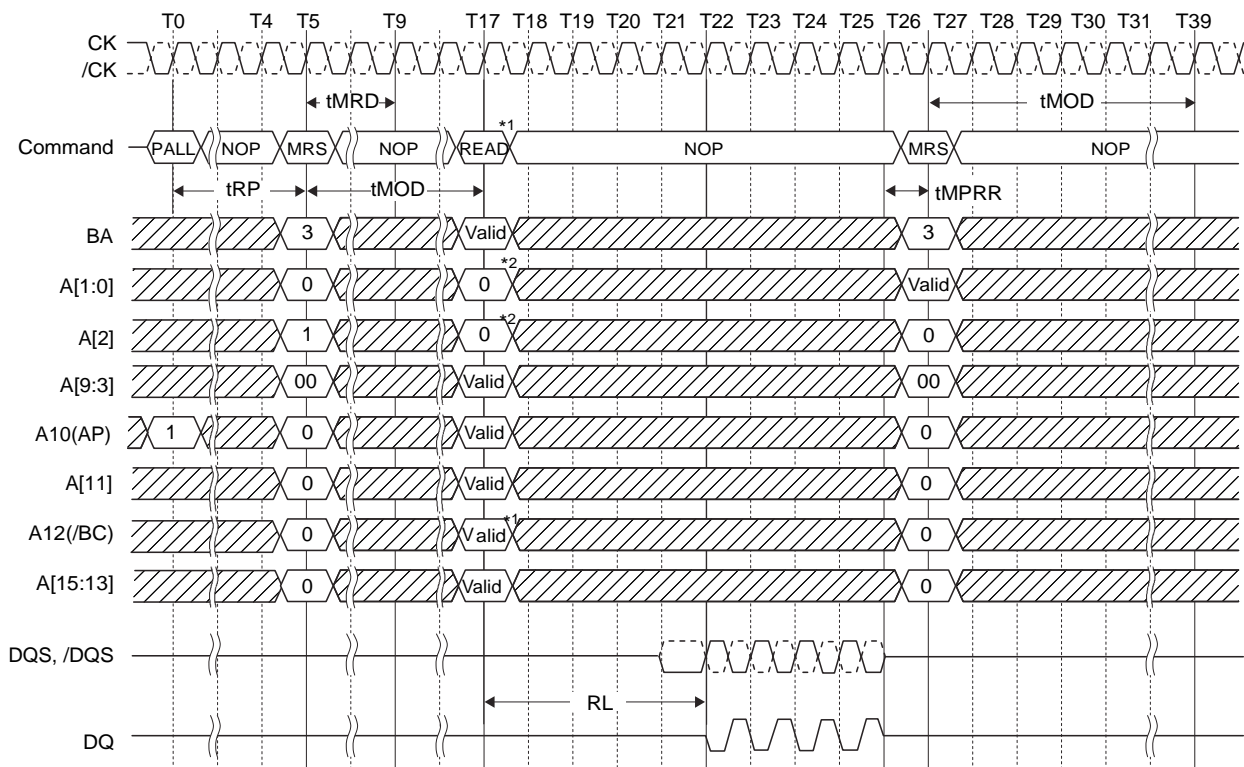 T0 T4 T5 T9 T17 T18 T19 T20 T21 T22 T23 T24 T25 T26 T27 T28 T29 T30 T31 T39
CK
/CK
tMRD tMOD
Command PALL NOP MRS NOP READ *1 NOP MRS NOP
tRP tMOD tMPRR
BA 3 Valid 3
A[1:0] 0 0 *2 Valid
A[2] 1 0 *2 0
A[9:3] 00 Valid 00
A10(AP) 1 0 Valid 0
A[11] 0 Valid 0
A12(/BC) 0 Valid *1 0
A[15:13] 0 Valid 0
DQS, /DQS
RL
DQ